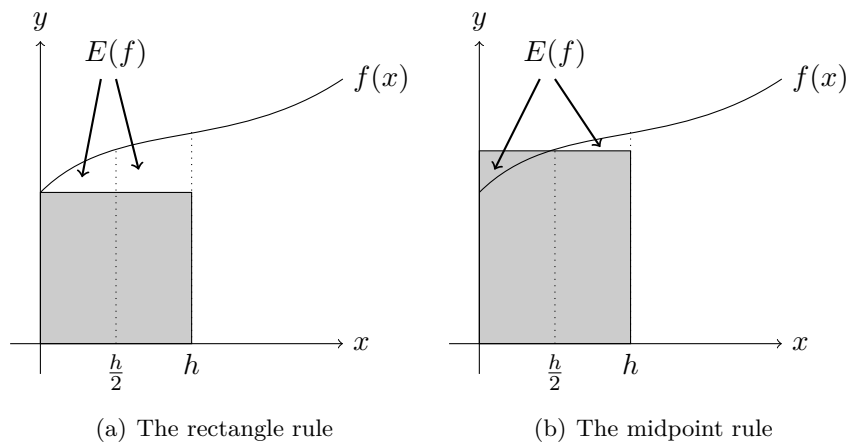 y
E(f)
f(x)
x
h/2
h
(a) The rectangle rule
y
E(f)
f(x)
x
h/2
h
(b) The midpoint rule